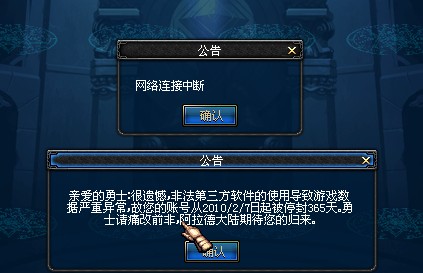 公告
网络连接中断
确认
公告
亲爱的勇士:很遗憾,非法第三方软件的使用导致游戏数
据严重异常,故您的账号从2010/2/7日起被停封365天.勇
士请痛改前非,阿拉德大陆期待您的归来。
确认